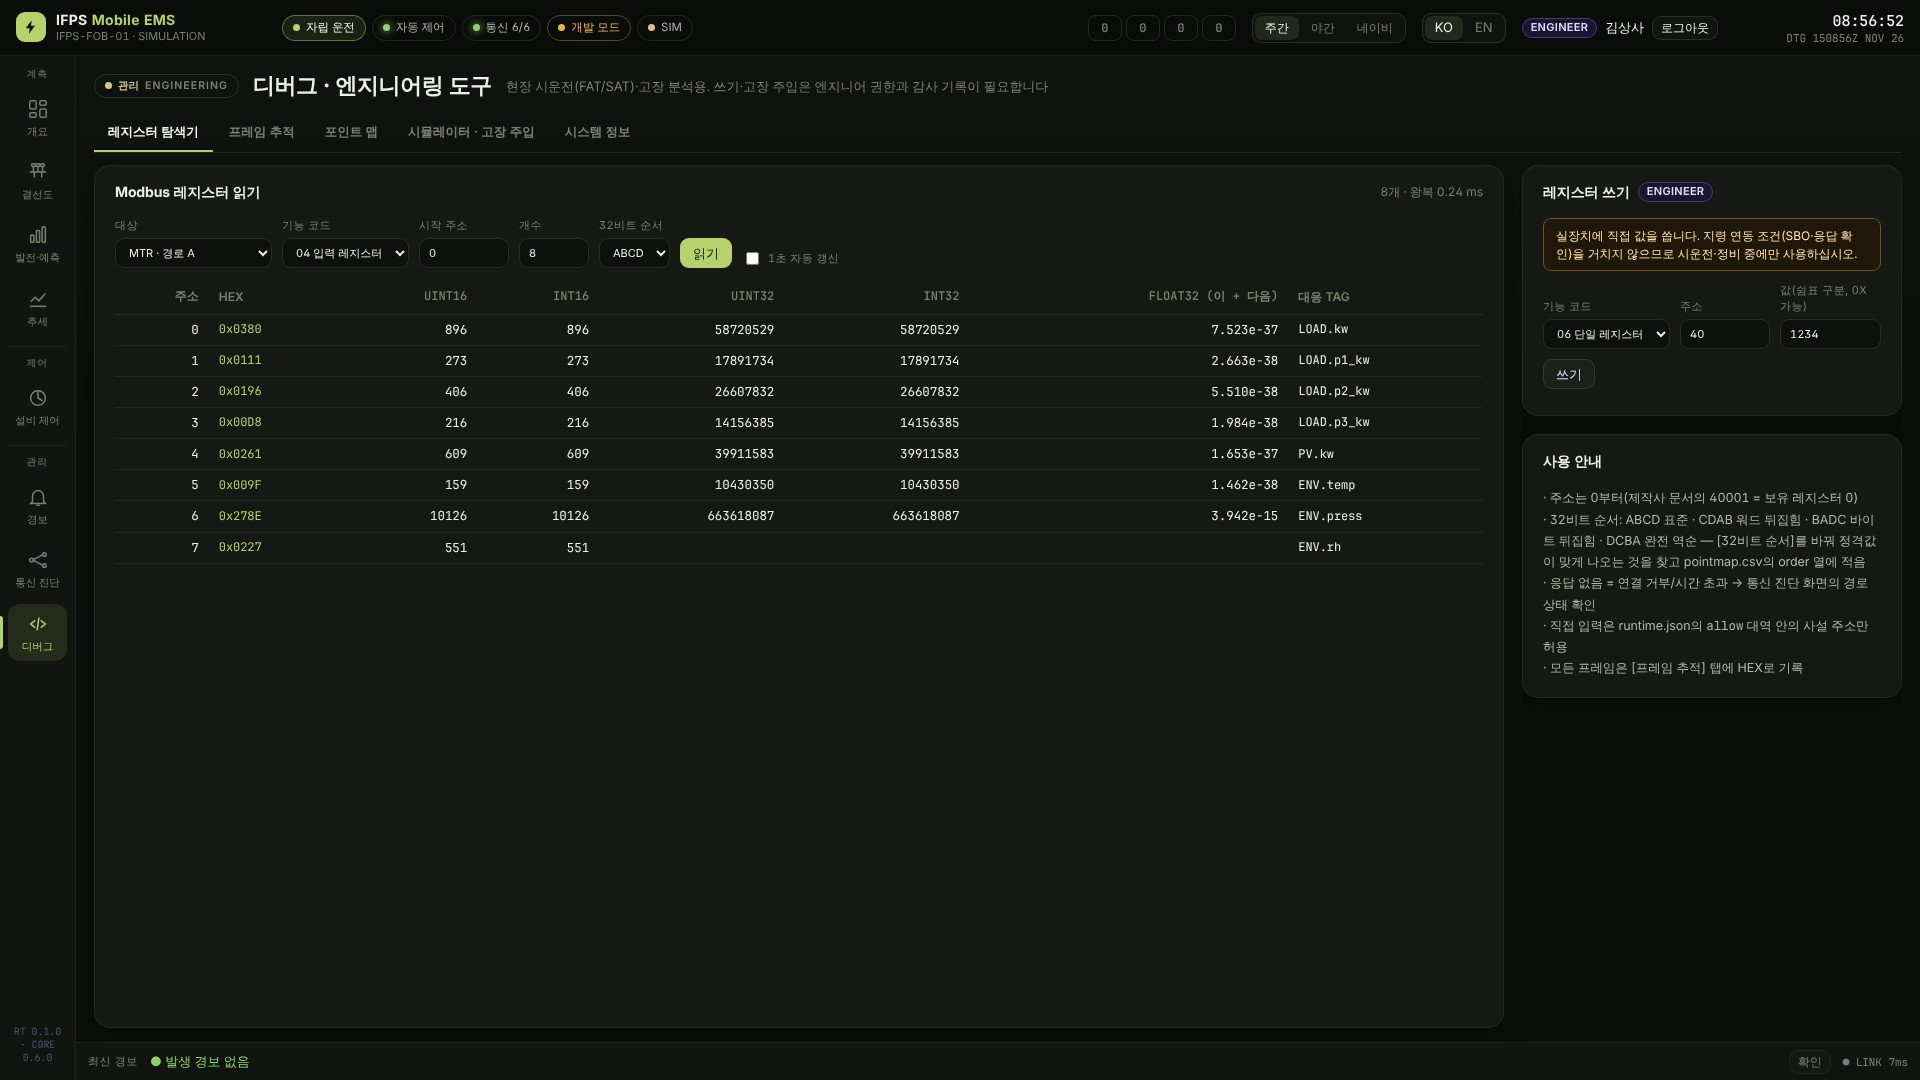 IFPS Mobile EMS
IFPS-FOB-01 · SIMULATION
자립 운전
자동 제어
통신 6/6
개발 모드
SIM
0 0 0 0
주간 야간 네이비
KO EN
ENGINEER 김상사 로그아웃
08:56:52
DTG 150856Z NOV 26
계측
개요
결선도
발전·예측
추세
제어
설비 제어
관리
경보
통신 진단
디버그
RT 0.1.0
· CORE
0.6.0
관리 ENGINEERING
디버그 · 엔지니어링 도구
현장 시운전(FAT/SAT)·고장 분석용. 쓰기·고장 주입은 엔지니어 권한과 감사 기록이 필요합니다
레지스터 탐색기 프레임 추적 포인트 맵 시뮬레이터 · 고장 주입 시스템 정보
Modbus 레지스터 읽기
8개 · 왕복 0.24 ms
대상 기능 코드 시작 주소 개수 32비트 순서
MTR · 경로 A 04 입력 레지스터 0 8 ABCD 읽기 1초 자동 갱신
주소 HEX UINT16 INT16 UINT32 INT32 FLOAT32 (이 + 다음) 대응 TAG
0 0x0380 896 896 58720529 58720529 7.523e-37 LOAD.kw
1 0x0111 273 273 17891734 17891734 2.663e-38 LOAD.p1_kw
2 0x0196 406 406 26607832 26607832 5.510e-38 LOAD.p2_kw
3 0x00D8 216 216 14156385 14156385 1.984e-38 LOAD.p3_kw
4 0x0261 609 609 39911583 39911583 1.653e-37 PV.kw
5 0x009F 159 159 10430350 10430350 1.462e-38 ENV.temp
6 0x278E 10126 10126 663618087 663618087 3.942e-15 ENV.press
7 0x0227 551 551 ENV.rh
레지스터 쓰기 ENGINEER
실장치에 직접 값을 씁니다. 지령 연동 조건(SBO·응답 확
인)을 거치지 않으므로 시운전·정비 중에만 사용하십시오.
기능 코드 주소 값(쉼표 구분, 0X
가능)
06 단일 레지스터 40 1234
쓰기
사용 안내
· 주소는 0부터(제작사 문서의 40001 = 보유 레지스터 0)
· 32비트 순서: ABCD 표준 · CDAB 워드 뒤집힘 · BADC 바이
트 뒤집힘 · DCBA 완전 역순 — [32비트 순서]를 바꿔 정격값
이 맞게 나오는 것을 찾고 pointmap.csv의 order 열에 적음
· 응답 없음 = 연결 거부/시간 초과 → 통신 진단 화면의 경로
상태 확인
· 직접 입력은 runtime.json의 allow 대역 안의 사설 주소만
허용
· 모든 프레임은 [프레임 추적] 탭에 HEX로 기록
최신 경보 발생 경보 없음
확인 LINK 7ms